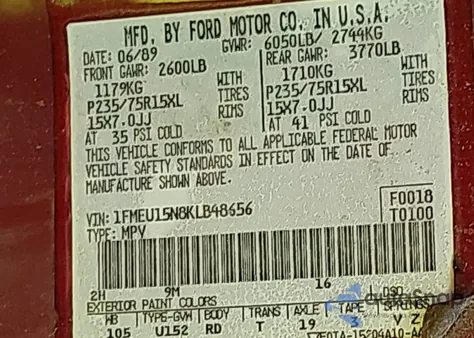 MFD. BY FORD MOTOR CO. IN U.S.A.
DATE: 06/89 GVWR: 6050LB/ 2744KG
FRONT GAWR: 2600LB REAR GAWR: 3770LB
1179KG WITH 1710KG WITH
P235/75R15XL TIRES P235/75R15XL TIRES
15X7.0JJ RIMS 15X7.0JJ RIMS
AT 35 PSI COLD AT 41 PSI COLD
THIS VEHICLE CONFORMS TO ALL APPLICABLE FEDERAL MOTOR
VEHICLE SAFETY STANDARDS IN EFFECT ON THE DATE OF
MANUFACTURE SHOWN ABOVE.
VIN: 1FMEU15N8KLB48656 F0018
TYPE: MPV T0100
2H 9M 16 DSO
EXTERIOR PAINT COLORS
WB TYPE-GVW BODY TRANS AXLE TAPE SPRINGS
105 U152 RD T 19 3 V Z